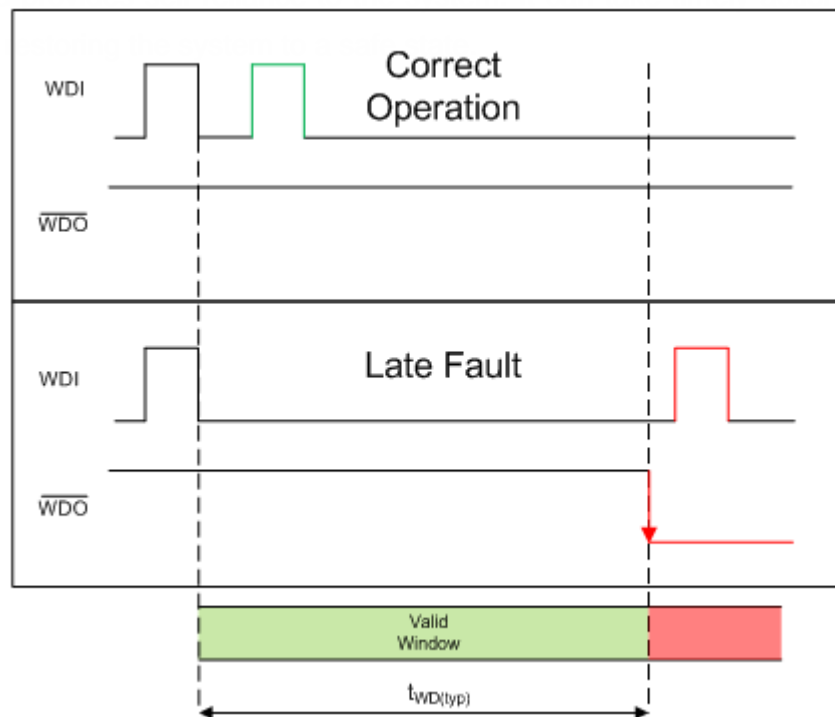 WDI
Correct
Operation
WDO
WDI
Late Fault
WDO
Valid
Window
tWD(typ)